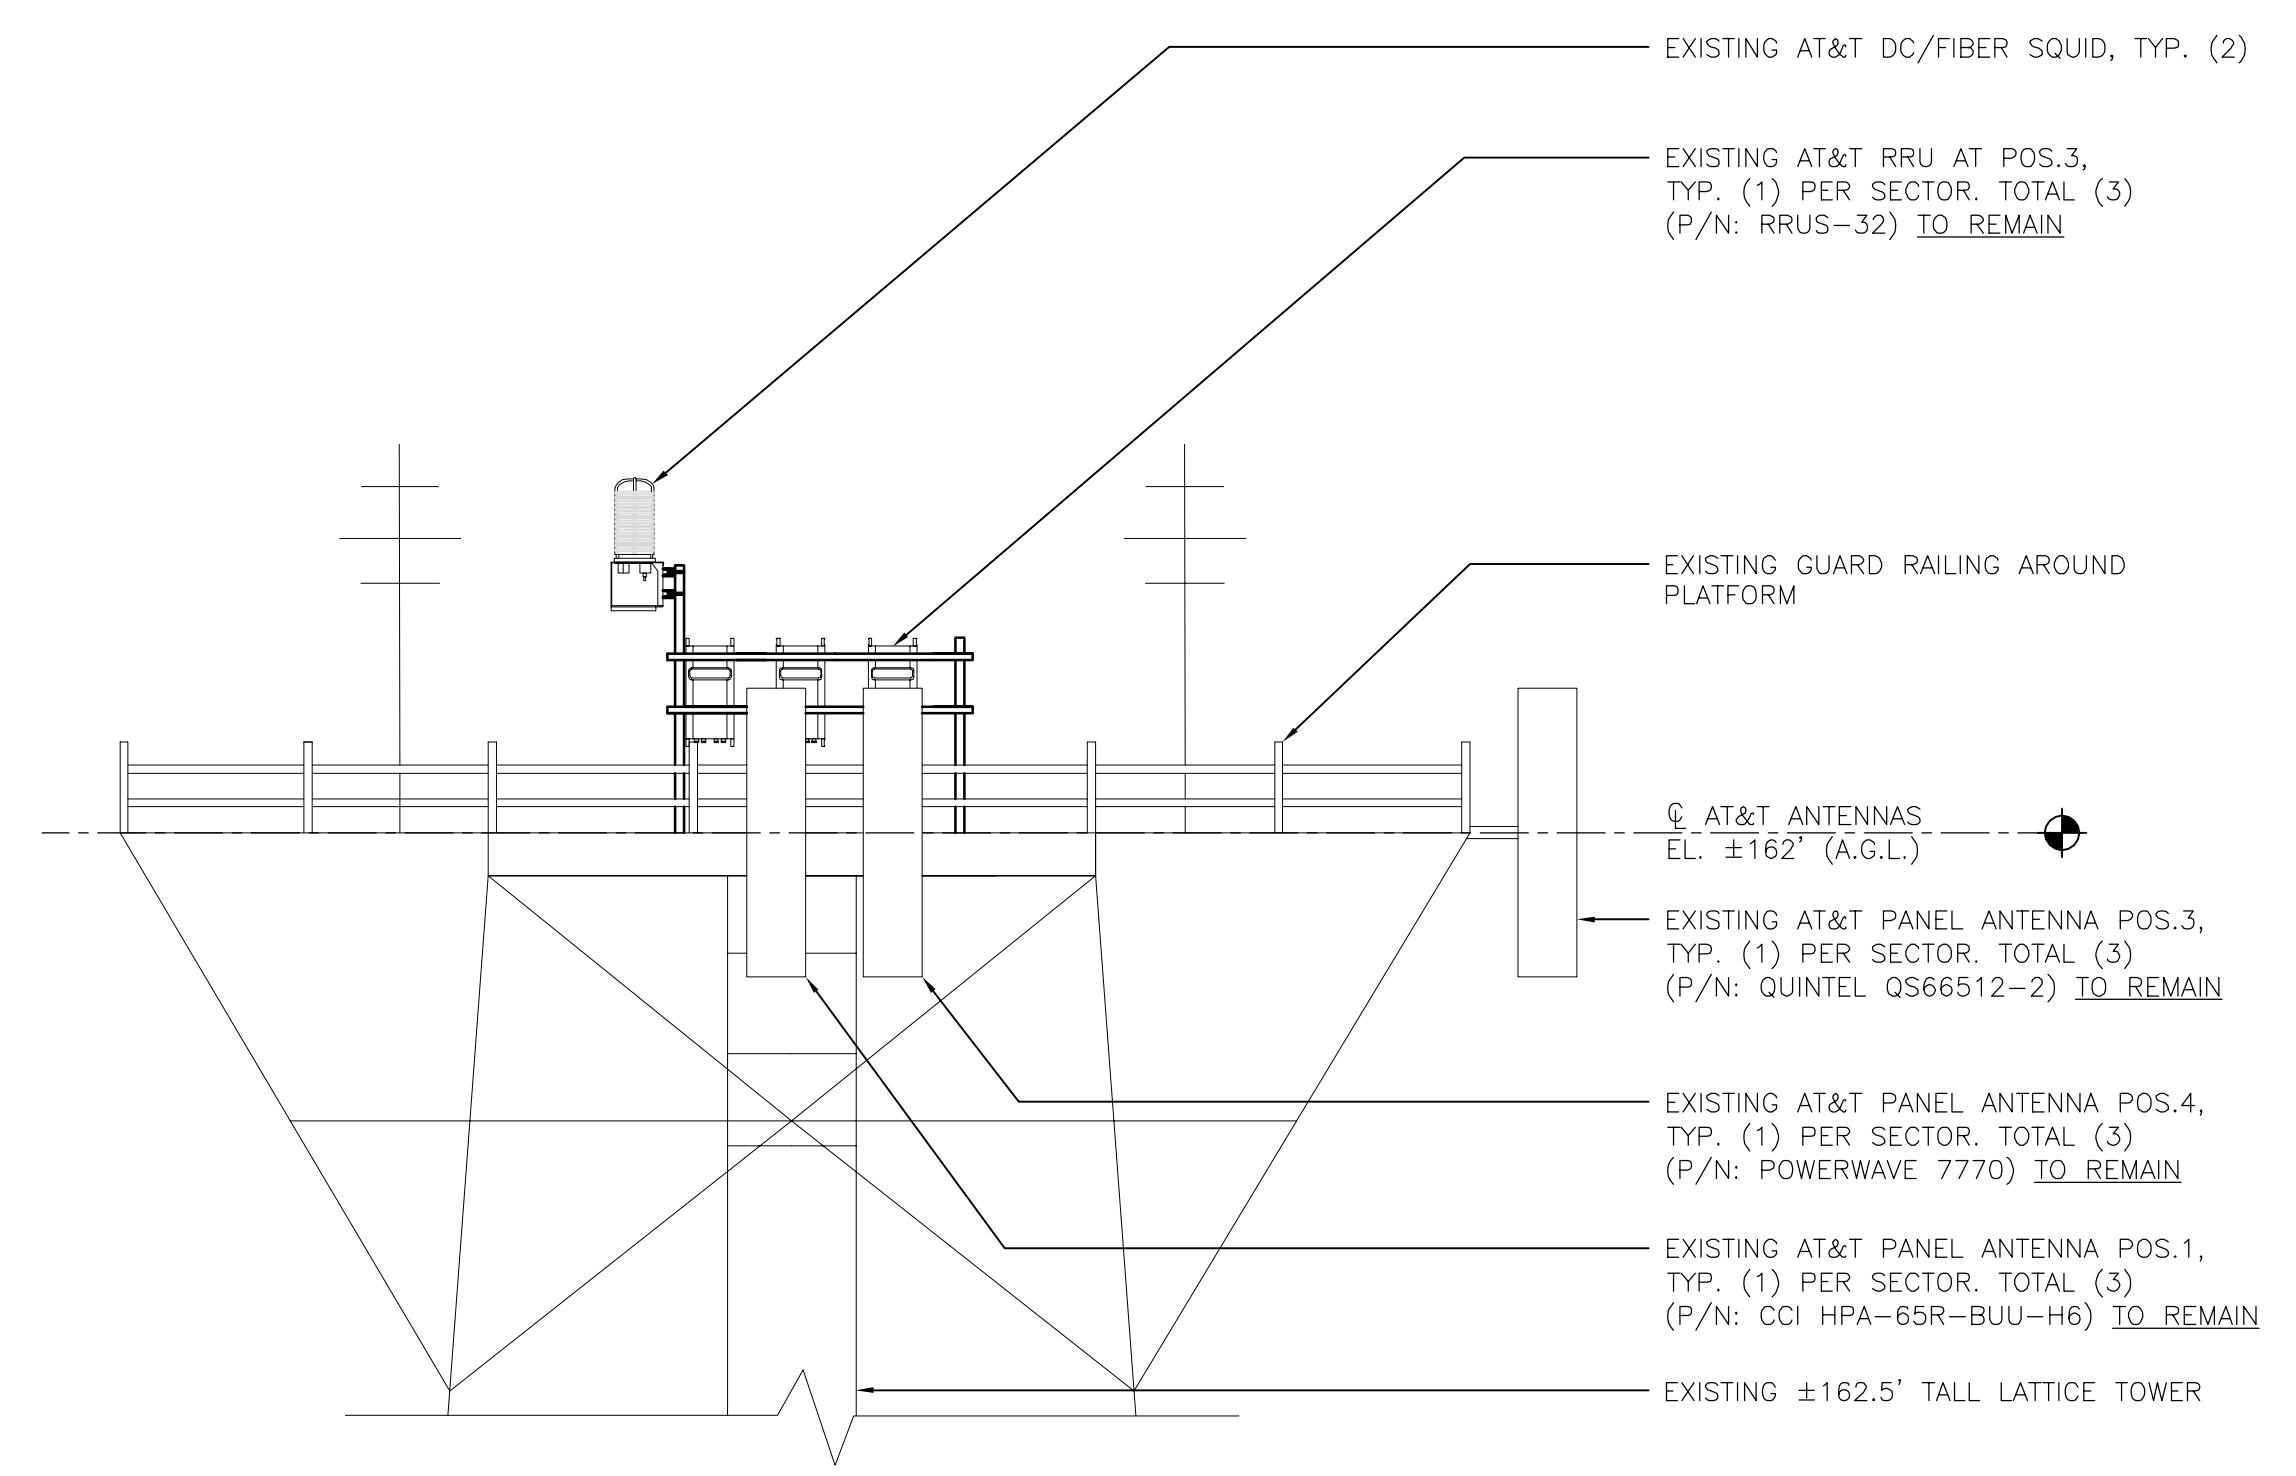 EXISTING AT&T DC/FIBER SQUID, TYP. (2)
EXISTING AT&T RRU AT POS.3,
TYP. (1) PER SECTOR. TOTAL (3)
(P/N: RRUS-32) TO REMAIN
EXISTING GUARD RAILING AROUND
PLATFORM
℄ AT&T ANTENNAS
EL. ±162' (A.G.L.)
EXISTING AT&T PANEL ANTENNA POS.3,
TYP. (1) PER SECTOR. TOTAL (3)
(P/N: QUINTEL QS66512-2) TO REMAIN
EXISTING AT&T PANEL ANTENNA POS.4,
TYP. (1) PER SECTOR. TOTAL (3)
(P/N: POWERWAVE 7770) TO REMAIN
EXISTING AT&T PANEL ANTENNA POS.1,
TYP. (1) PER SECTOR. TOTAL (3)
(P/N: CCI HPA-65R-BUU-H6) TO REMAIN
EXISTING ±162.5' TALL LATTICE TOWER